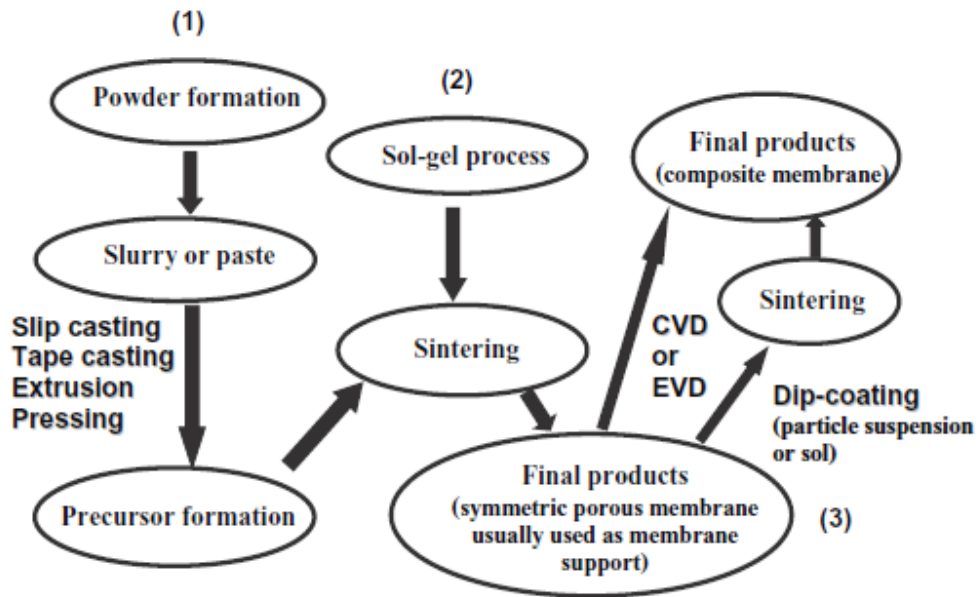 (1)
Powder formation
Slurry or paste
Slip casting
Tape casting
Extrusion
Pressing
Precursor formation
(2)
Sol-gel process
Sintering
Final products
(symmetric porous membrane
usually used as membrane
support)
(3)
CVD
or
EVD
Dip-coating
(particle suspension
or sol)
Sintering
Final products
(composite membrane)